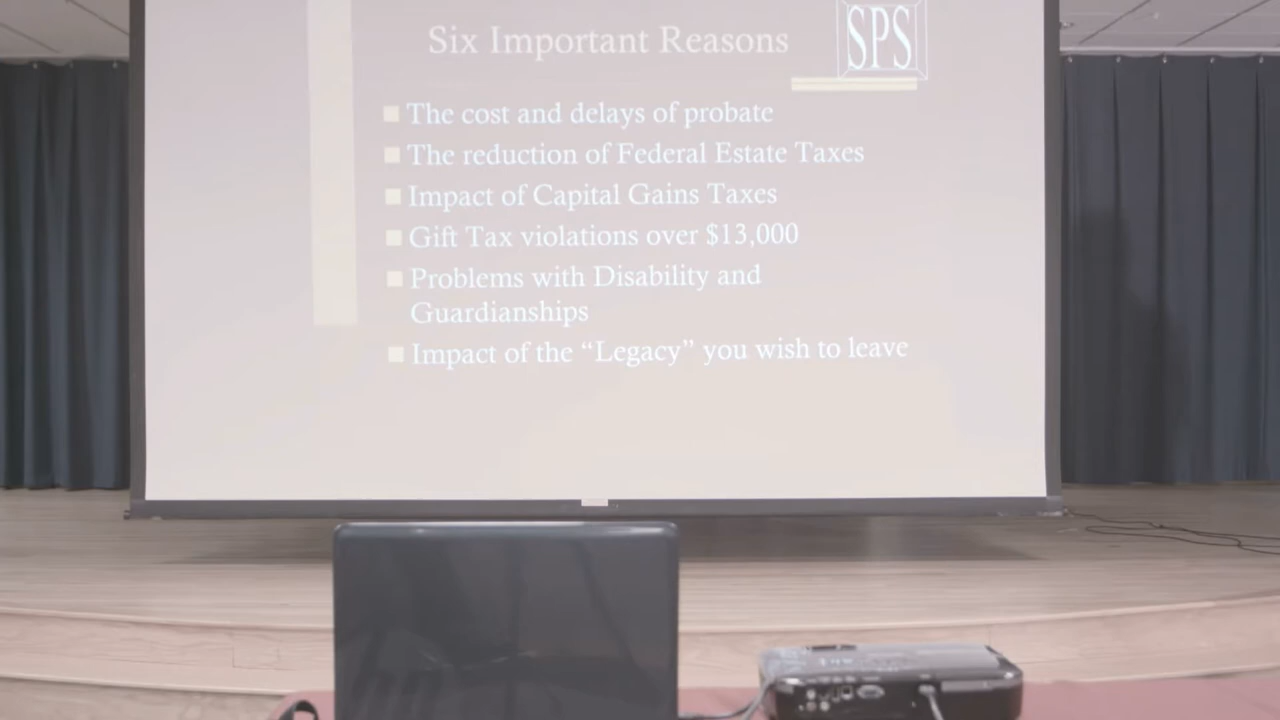 Six Important Reasons
SPS
The cost and delays of probate
The reduction of Federal Estate Taxes
Impact of Capital Gains Taxes
Gift Tax violations over $13,000
Problems with Disability and
Guardianships
Impact of the “Legacy” you wish to leave